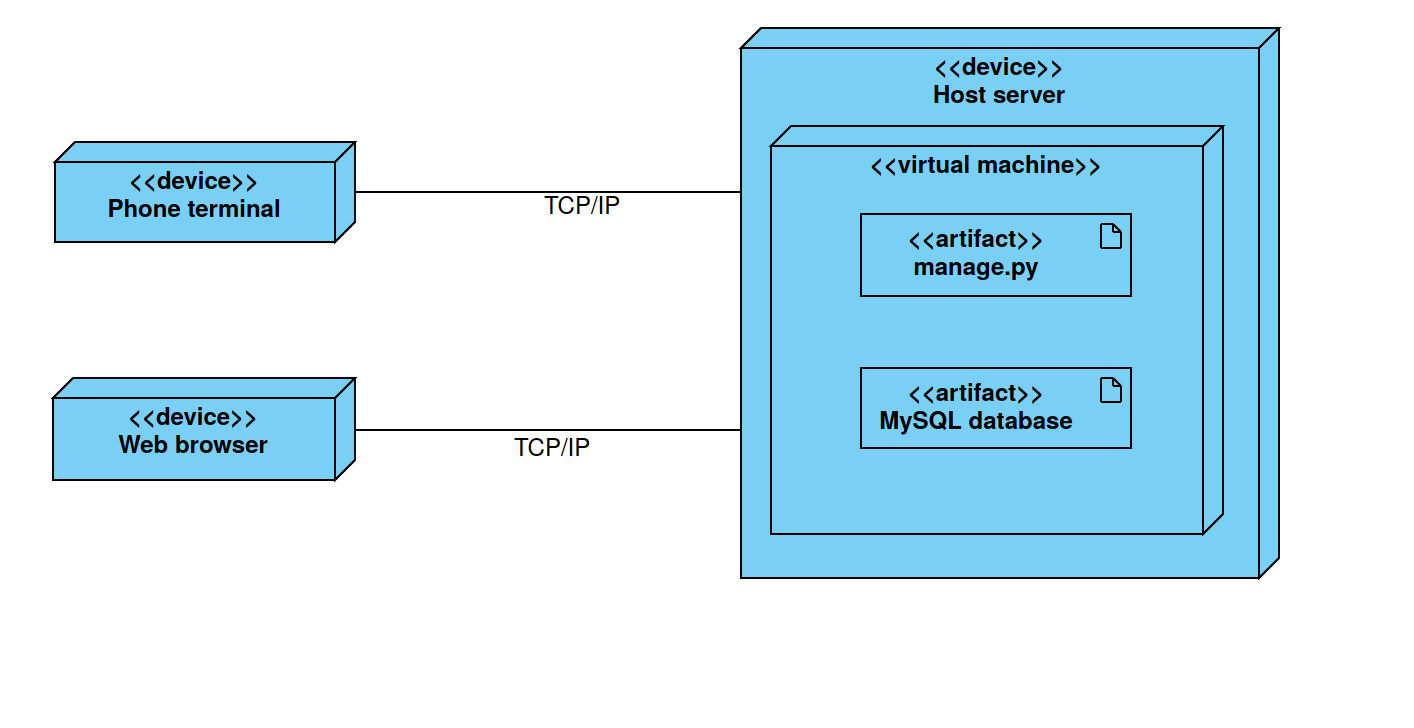 <<device>>
Host server
<<virtual machine>>
<<artifact>>
manage.py
<<artifact>>
MySQL database
<<device>>
Phone terminal
TCP/IP
<<device>>
Web browser
TCP/IP